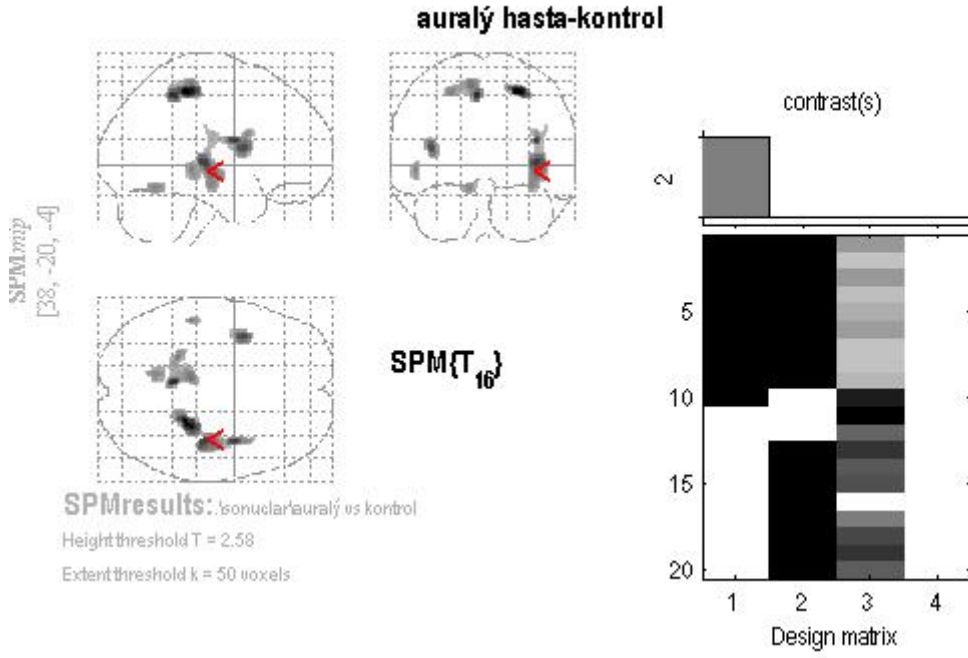 auralý hasta-kontrol
SPMmip
[38, -20, -4]
SPM{T16}
SPMresults: .\sonuclar\auralý vs kontrol
Height threshold T = 2.58
Extent threshold k = 50 voxels
contrast(s)
2
5
10
15
20
1 2 3 4
Design matrix